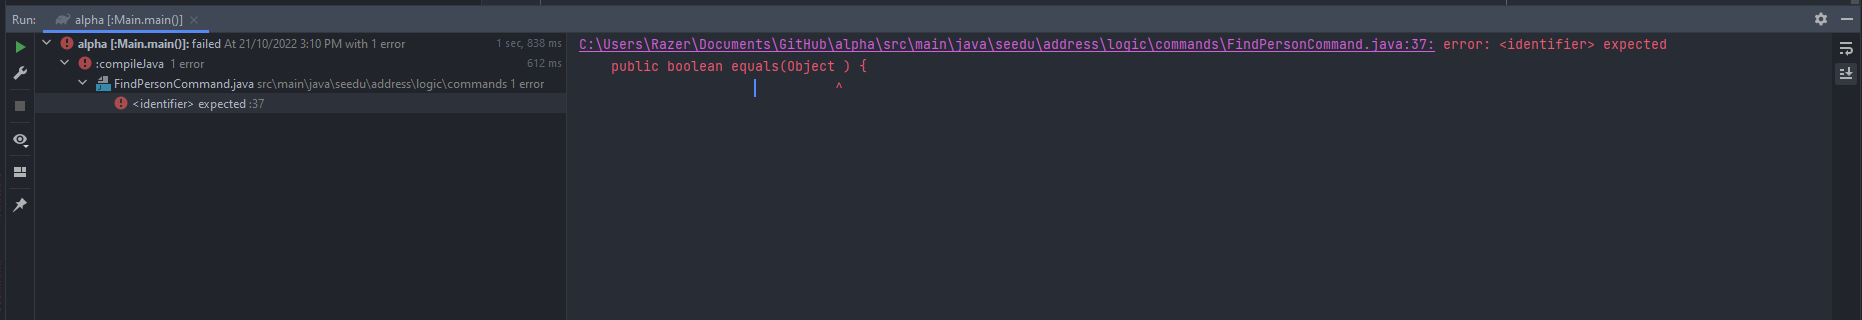 Run: alpha [:Main.main()]
alpha [:Main.main()]: failed At 21/10/2022 3:10 PM with 1 error 1 sec, 838 ms
:compileJava 1 error 612 ms
FindPersonCommand.java src\main\java\seedu\address\logic\commands 1 error
<identifier> expected :37
C:\Users\Razer\Documents\GitHub\alpha\src\main\java\seedu\address\logic\commands\FindPersonCommand.java:37: error: <identifier> expected
public boolean equals(Object ) {
^